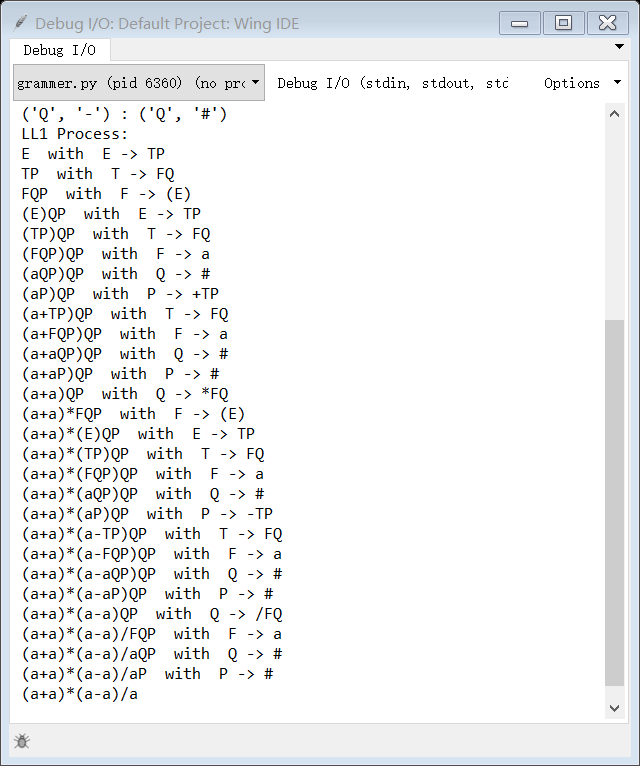 Debug I/O: Default Project: Wing IDE
Debug I/O
grammer.py (pid 6360) (no pro Debug I/O (stdin, stdout, std Options
('Q', '-') : ('Q', '#')
LL1 Process:
E  with  E -> TP
TP  with  T -> FQ
FQP  with  F -> (E)
(E)QP  with  E -> TP
(TP)QP  with  T -> FQ
(FQP)QP  with  F -> a
(aQP)QP  with  Q -> #
(aP)QP  with  P -> +TP
(a+TP)QP  with  T -> FQ
(a+FQP)QP  with  F -> a
(a+aQP)QP  with  Q -> #
(a+aP)QP  with  P -> #
(a+a)QP  with  Q -> *FQ
(a+a)*FQP  with  F -> (E)
(a+a)*(E)QP  with  E -> TP
(a+a)*(TP)QP  with  T -> FQ
(a+a)*(FQP)QP  with  F -> a
(a+a)*(aQP)QP  with  Q -> #
(a+a)*(aP)QP  with  P -> -TP
(a+a)*(a-TP)QP  with  T -> FQ
(a+a)*(a-FQP)QP  with  F -> a
(a+a)*(a-aQP)QP  with  Q -> #
(a+a)*(a-aP)QP  with  P -> #
(a+a)*(a-a)QP  with  Q -> /FQ
(a+a)*(a-a)/FQP  with  F -> a
(a+a)*(a-a)/aQP  with  Q -> #
(a+a)*(a-a)/aP  with  P -> #
(a+a)*(a-a)/a